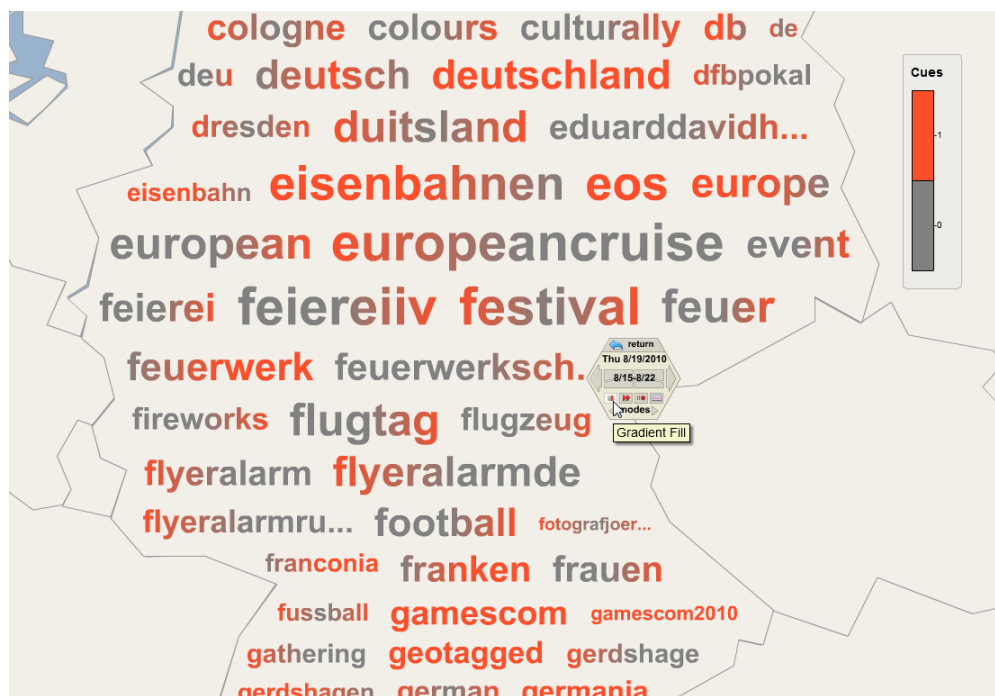 cologne colours culturally db de
deu deutsch deutschland dfbpokal
Cues
dresden duitsland eduarddavidh...
1
eisenbahn eisenbahnen eos europe
european europeancruise event
0
feierei feiereiiv festival feuer
return
Thu 8/19/2010
feuerwerk feuerwerksch.
8/15-8/22
modes
fireworks flugtag flugzeug
Gradient Fill
flyeralarm flyeralarmde
flyeralarmru... football fotografjoer...
franconia franken frauen
fussball gamescom gamescom2010
gathering geotagged gerdshage
gerdshagen german germania